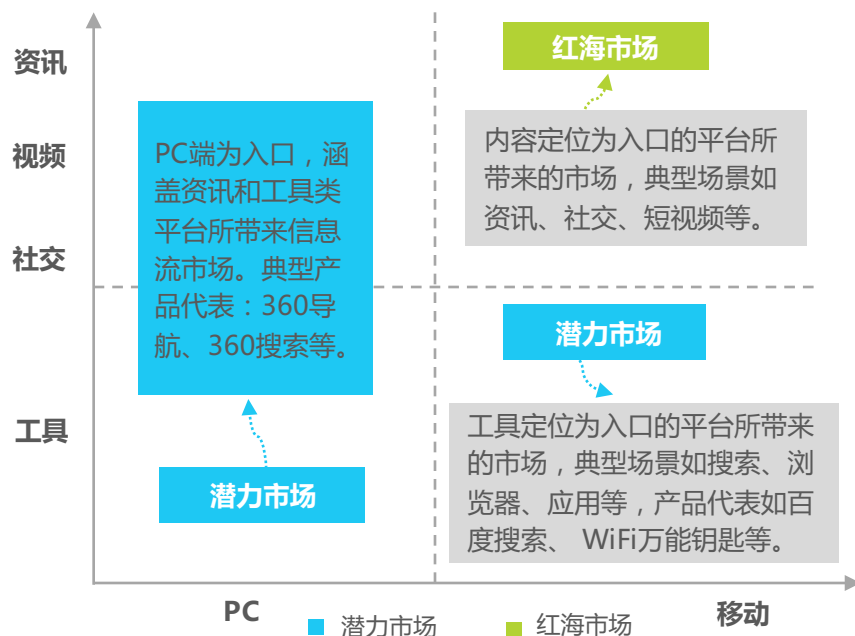 资讯
视频
社交
工具
PC端为入口，涵
盖资讯和工具类
平台所带来信息
流市场。典型产
品代表：360导
航、360搜索等。
潜力市场
红海市场
内容定位为入口的平台所
带来的市场，典型场景如
资讯、社交、短视频等。
潜力市场
工具定位为入口的平台所带来
的市场，典型场景如搜索、浏
览器、应用等，产品代表如百
度搜索、 WiFi万能钥匙等。
PC
移动
潜力市场
红海市场